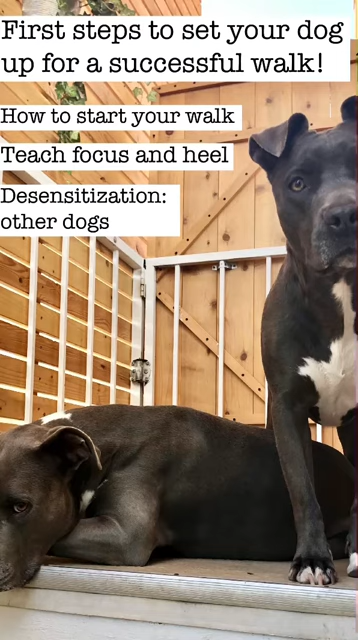 First steps to set your dog
up for a successful walk!
How to start your walk
Teach focus and heel
Desensitization:
other dogs